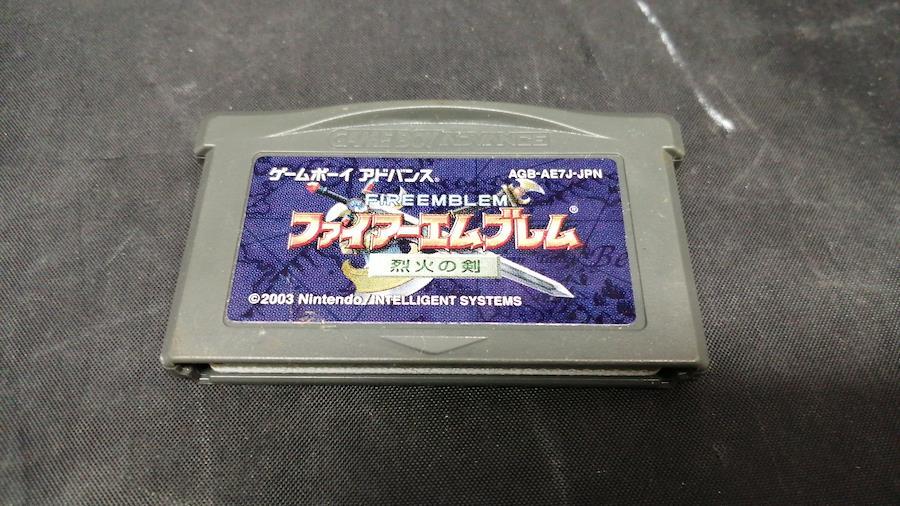 GAME BOY ADVANCE
ゲームボーイ アドバンス® AGB-AE7J-JPN
FIREEMBLEM
ファイアーエムブレム®
烈火の剣
©2003 Nintendo/INTELLIGENT SYSTEMS